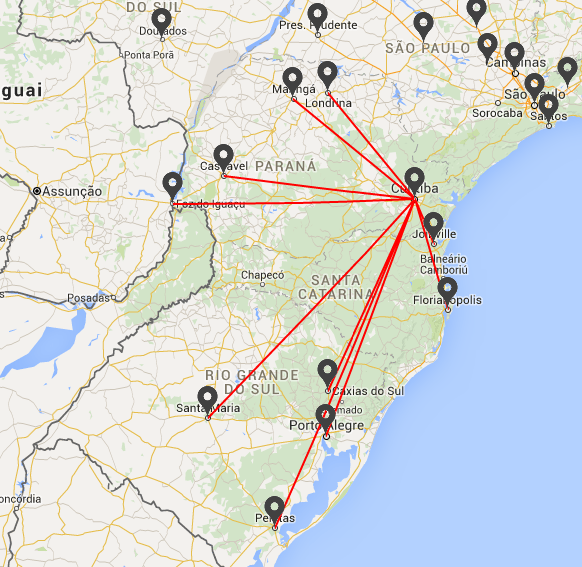 DO SUL
Dourados
Pres. Prudente
Ponta Porã
SÃO PAULO
Campinas
guai
Maringá
Londrina
São Paulo
Sorocaba
Santos
Cascavel
PARANÁ
Assunção
Curitiba
Foz do Iguaçu
Joinville
Balneário
Camboriú
Chapecó
SANTA
CATARINA
Posadas
Florianópolis
RIO GRANDE
DO SUL
Caxias do Sul
Santa Maria
mado
Porto Alegre
Pelotas
oncordia